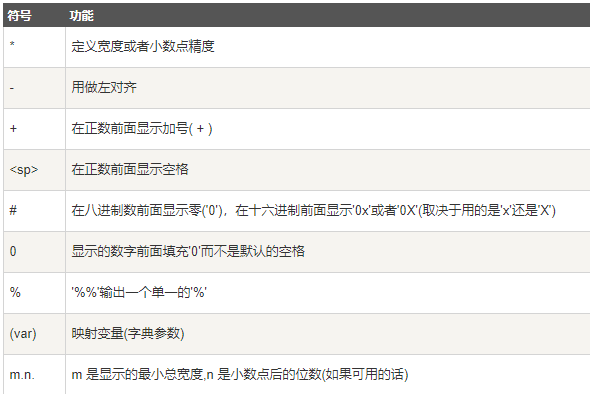 符号 功能
* 定义宽度或者小数点精度
- 用做左对齐
+ 在正数前面显示加号( + )
<sp> 在正数前面显示空格
# 在八进制数前面显示零('0')，在十六进制前面显示'0x'或者'0X'(取决于用的是'x'还是'X')
0 显示的数字前面填充'0'而不是默认的空格
% '%%'输出一个单一的'%'
(var) 映射变量(字典参数)
m.n. m 是显示的最小总宽度,n 是小数点后的位数(如果可用的话)